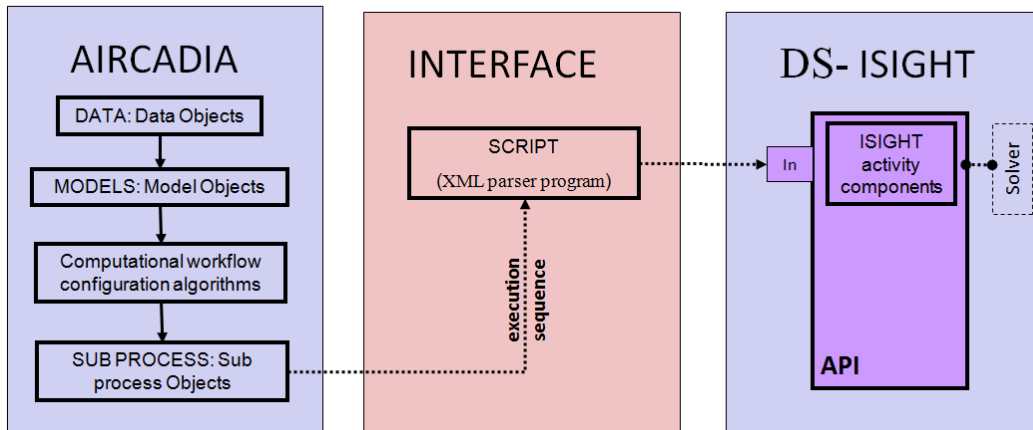 AIRCADIA
DATA: Data Objects
MODELS: Model Objects
Computational workflow
configuration algorithms
SUB PROCESS: Sub
process Objects
INTERFACE
SCRIPT
(XML parser program)
execution
sequence
DS- ISIGHT
In
ISIGHT
activity
components
Solver
API